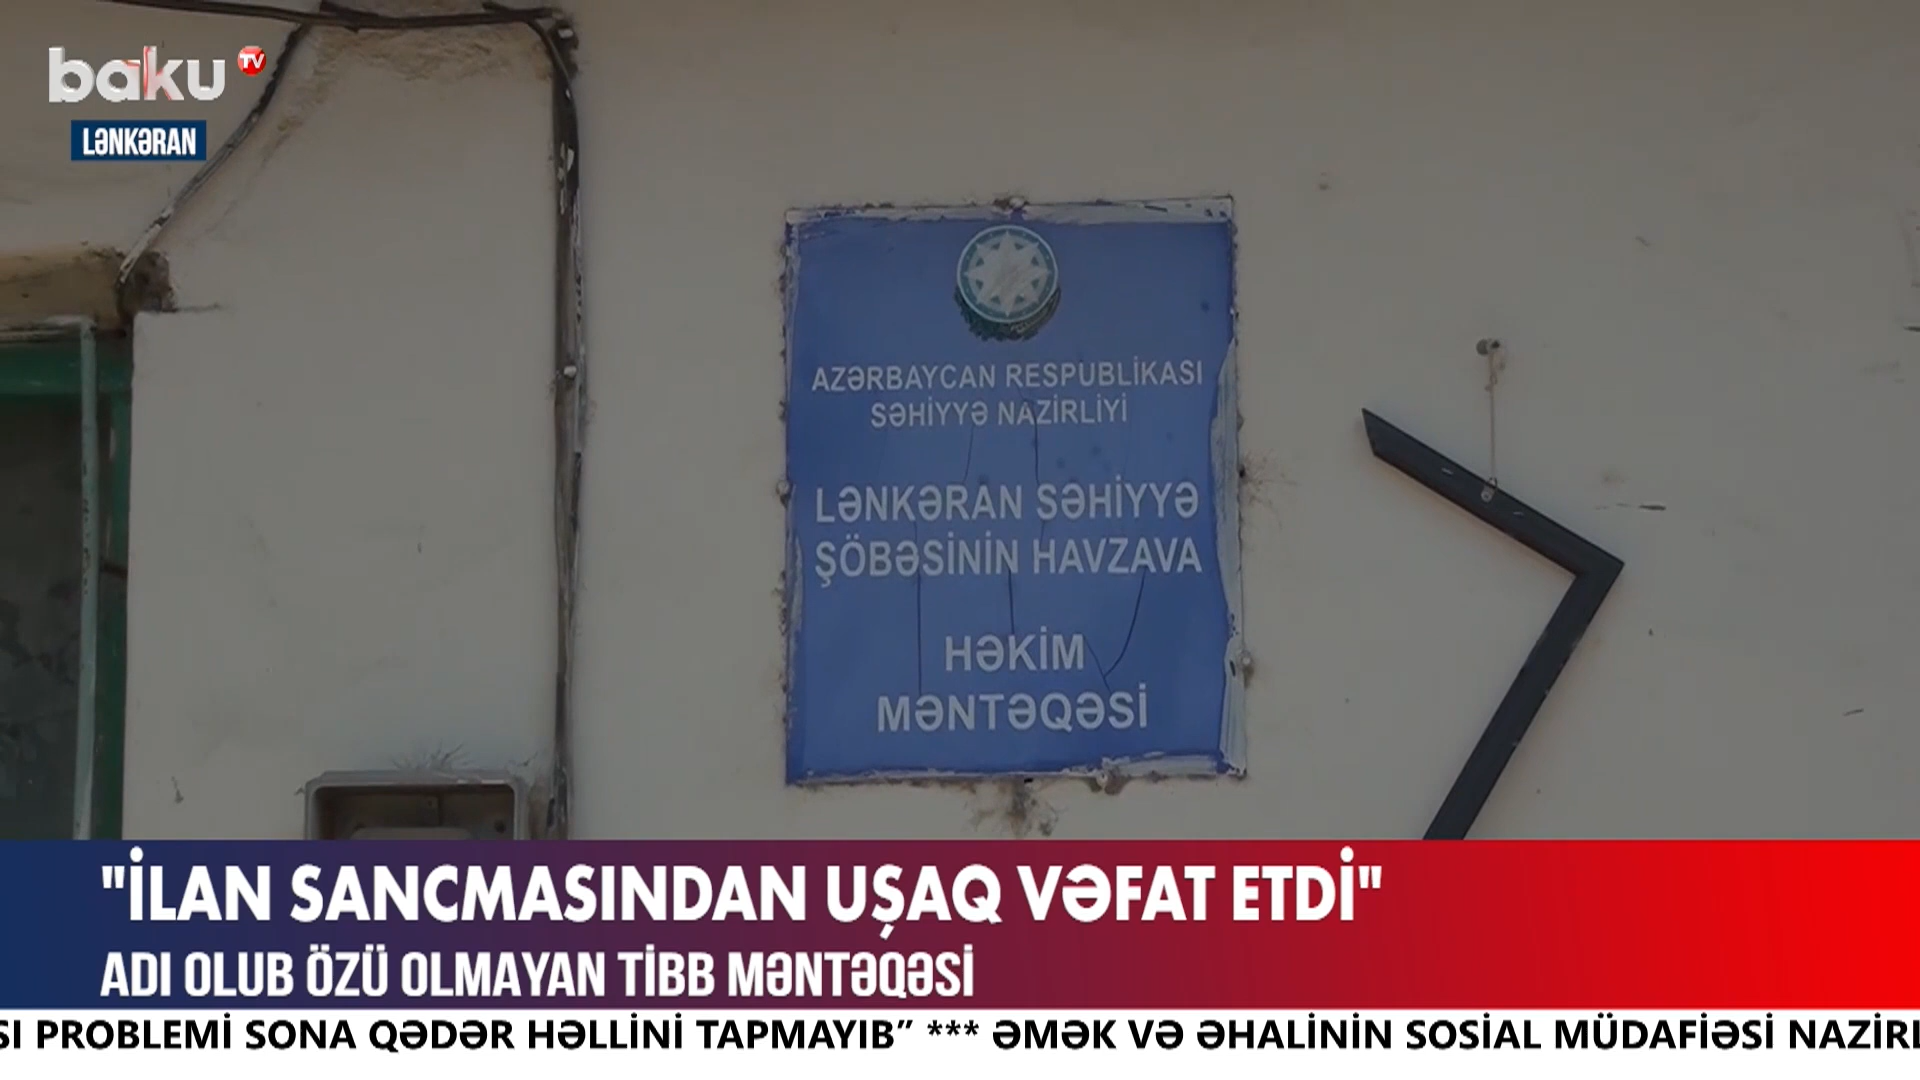 baku TV
LƏNKƏRAN
AZƏRBAYCAN RESPUBLİKASI
SƏHİYYƏ NAZİRLİYİ
LƏNKƏRAN SƏHİYYƏ
ŞÖBƏSİNİN HAVZAVA
HƏKİM
MƏNTƏQƏSİ
"İLAN SANCMASINDAN UŞAQ VƏFAT ETDİ"
ADI OLUB ÖZÜ OLMAYAN TİBB MƏNTƏQƏSİ
SI PROBLEMİ SONA QƏDƏR HƏLLİNİ TAPMAYIB” *** ƏMƏK VƏ ƏHALİNİN SOSİAL MÜDAFİƏSİ NAZİRL